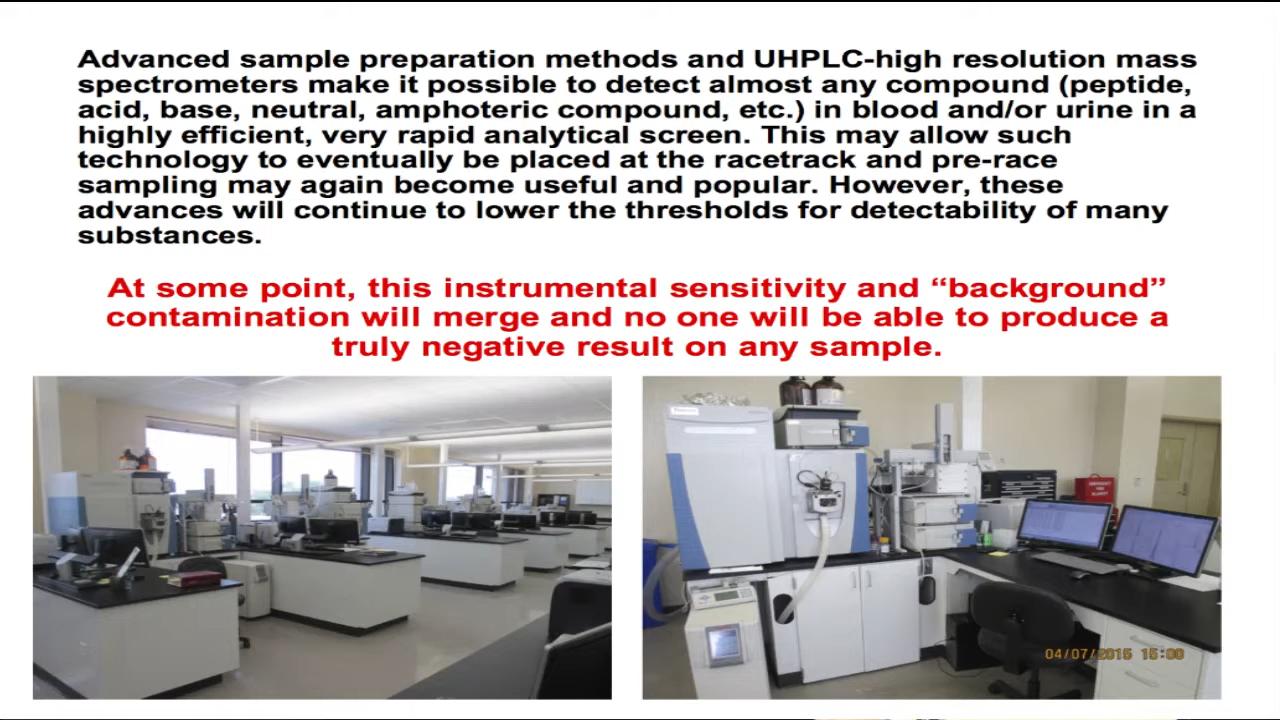 Advanced sample preparation methods and UHPLC-high resolution mass
spectrometers make it possible to detect almost any compound (peptide,
acid, base, neutral, amphoteric compound, etc.) in blood and/or urine in a
highly efficient, very rapid analytical screen. This may allow such
technology to eventually be placed at the racetrack and pre-race
sampling may again become useful and popular. However, these
advances will continue to lower the thresholds for detectability of many
substances.
At some point, this instrumental sensitivity and “background”
contamination will merge and no one will be able to produce a
truly negative result on any sample.
04/07/2015 15:00